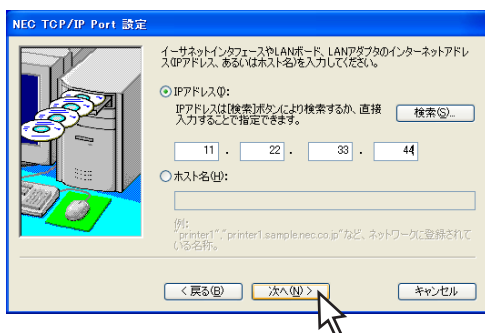 NEC TCP/IP Port 設定
イーサネットインタフェースやLANボード、LANアダプタのインターネットアドレ
ス(IPアドレス、あるいはホスト名)を入力してください。
IPアドレス(I):
IPアドレスは[検索]ボタンにより検索するか、直接
入力することで指定できます。
検索(S)...
11 . 22 . 33 . 44
ホスト名(H):
例:
"printer1","printer1.sample.nec.co.jp"など、ネットワークに登録されて
いる名称。
< 戻る(B)
次へ(N) >
キャンセル